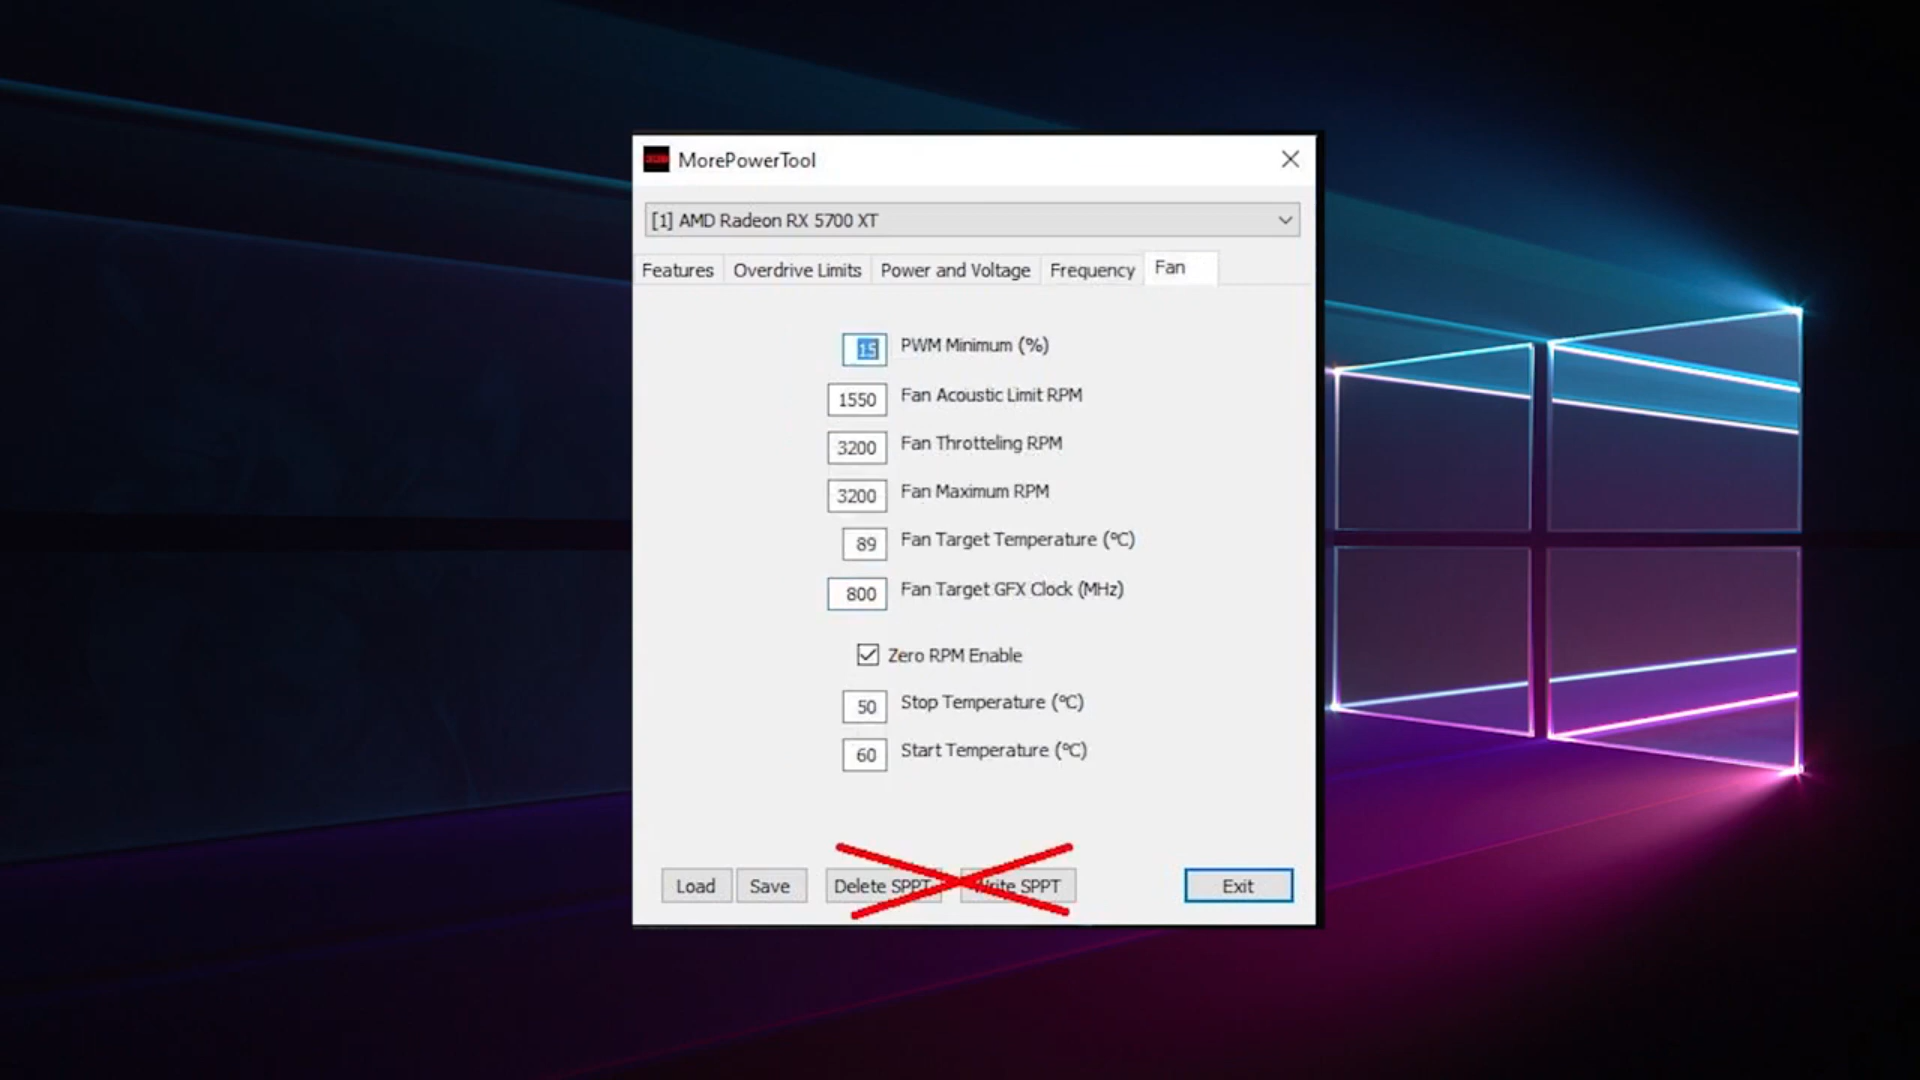 MorePowerTool
[1] AMD Radeon RX 5700 XT
Features Overdrive Limits Power and Voltage Frequency Fan
15 PWM Minimum (%)
1550 Fan Acoustic Limit RPM
3200 Fan Throtteling RPM
3200 Fan Maximum RPM
89 Fan Target Temperature (°C)
800 Fan Target GFX Clock (MHz)
Zero RPM Enable
50 Stop Temperature (°C)
60 Start Temperature (°C)
Load Save Delete SPPT Write SPPT Exit